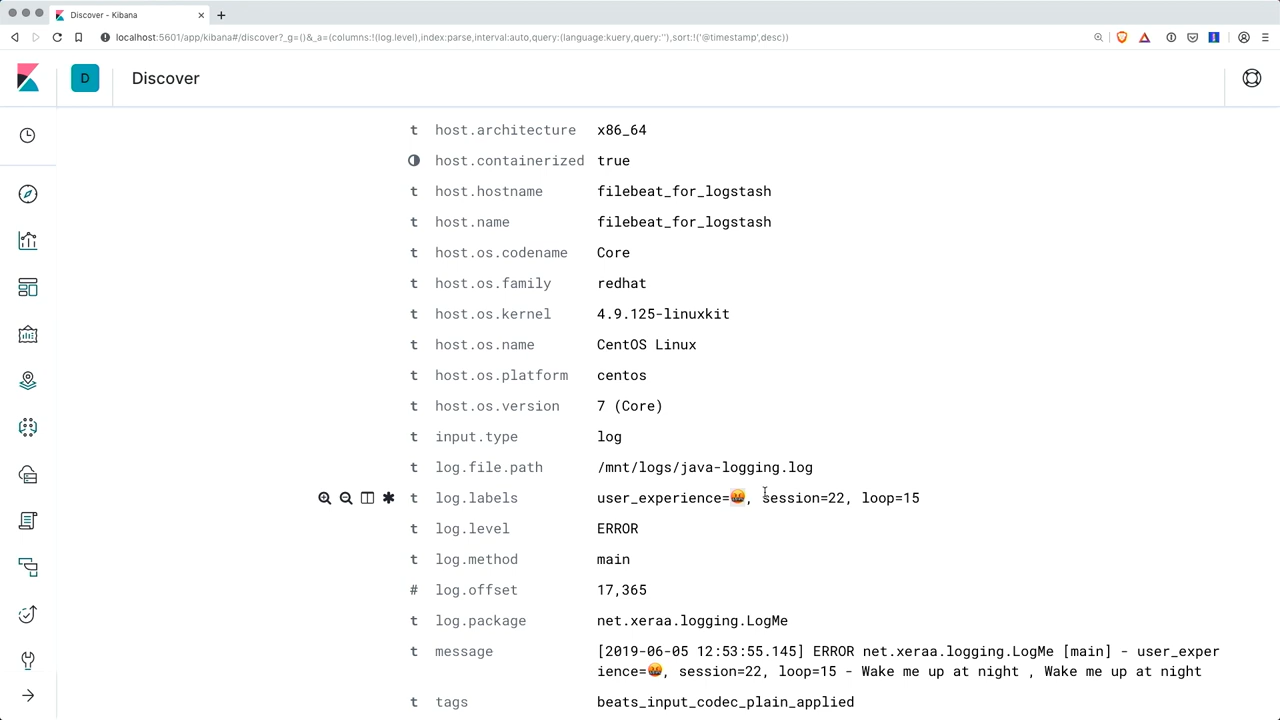 Discover - Kibana
localhost:5601/app/kibana#/discover?_g=()&_a=(columns:!(log.level),index:parse,interval:auto,query:(language:kuery,query:''),sort:!('@timestamp',desc))
D Discover
t host.architecture x86_64
host.containerized true
t host.hostname filebeat_for_logstash
t host.name filebeat_for_logstash
t host.os.codename Core
t host.os.family redhat
t host.os.kernel 4.9.125-linuxkit
t host.os.name CentOS Linux
t host.os.platform centos
t host.os.version 7 (Core)
t input.type log
t log.file.path /mnt/logs/java-logging.log
t log.labels user_experience=🤬, session=22, loop=15
t log.level ERROR
t log.method main
# log.offset 17,365
t log.package net.xeraa.logging.LogMe
t message [2019-06-05 12:53:55.145] ERROR net.xeraa.logging.LogMe [main] - user_exper
ience=🤬, session=22, loop=15 - Wake me up at night , Wake me up at night
t tags beats_input_codec_plain_applied